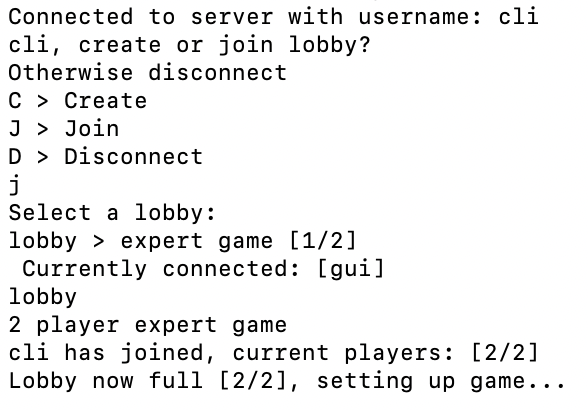 Connected to server with username: cli
cli, create or join lobby?
Otherwise disconnect
C > Create
J > Join
D > Disconnect
j
Select a lobby:
lobby > expert game [1/2]
 Currently connected: [gui]
lobby
2 player expert game
cli has joined, current players: [2/2]
Lobby now full [2/2], setting up game...